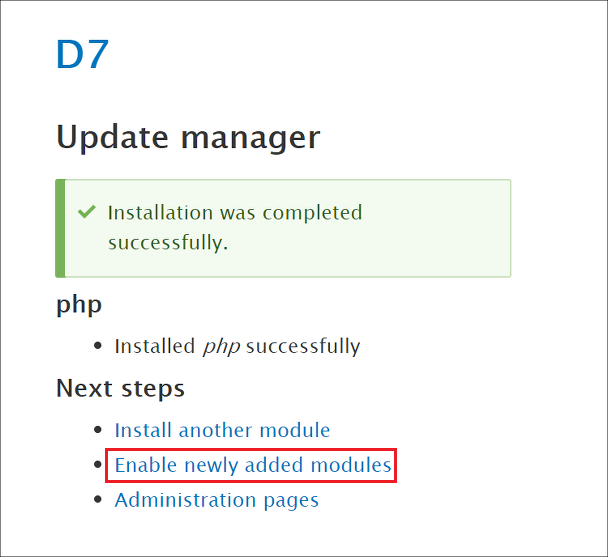 D7
Update manager
Installation was completed
successfully.
php
Installed php successfully
Next steps
Install another module
Enable newly added modules
Administration pages